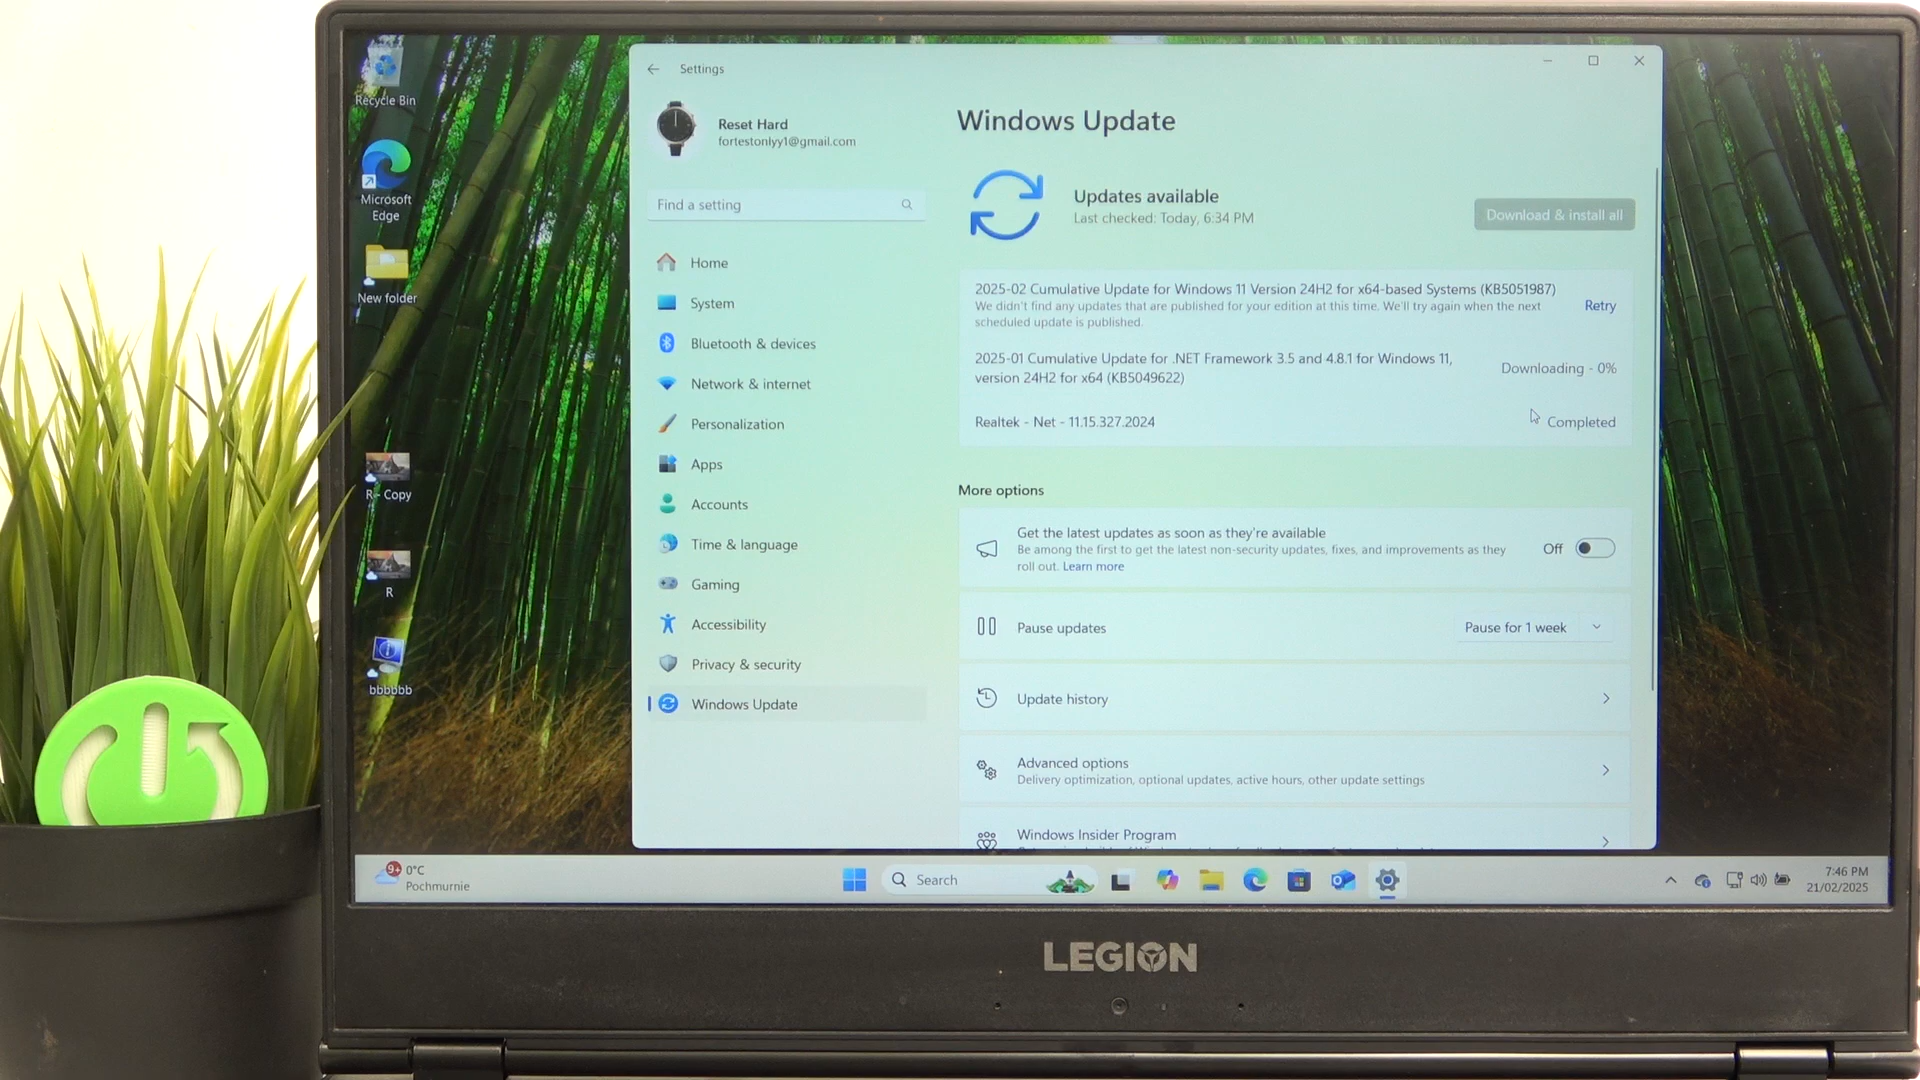 Recycle Bin
Microsoft
Edge
New folder
R - Copy
R
bbbbbb
Settings
Reset Hard
fortestonlyy1@gmail.com
Find a setting
Home
System
Bluetooth & devices
Network & internet
Personalization
Apps
Accounts
Time & language
Gaming
Accessibility
Privacy & security
Windows Update
Windows Update
Updates available
Last checked: Today, 6:34 PM
Download & install all
2025-02 Cumulative Update for Windows 11 Version 24H2 for x64-based Systems (KB5051987)
We didn't find any updates that are published for your edition at this time. We'll try again when the next
scheduled update is published.
Retry
2025-01 Cumulative Update for .NET Framework 3.5 and 4.8.1 for Windows 11,
version 24H2 for x64 (KB5049622)
Downloading - 0%
Realtek - Net - 11.15.327.2024
Completed
More options
Get the latest updates as soon as they're available
Be among the first to get the latest non-security updates, fixes, and improvements as they
roll out. Learn more
Off
Pause updates
Pause for 1 week
Update history
Advanced options
Delivery optimization, optional updates, active hours, other update settings
Windows Insider Program
9+
0°C
Pochmurnie
Search
7:46 PM
21/02/2025
LEGION